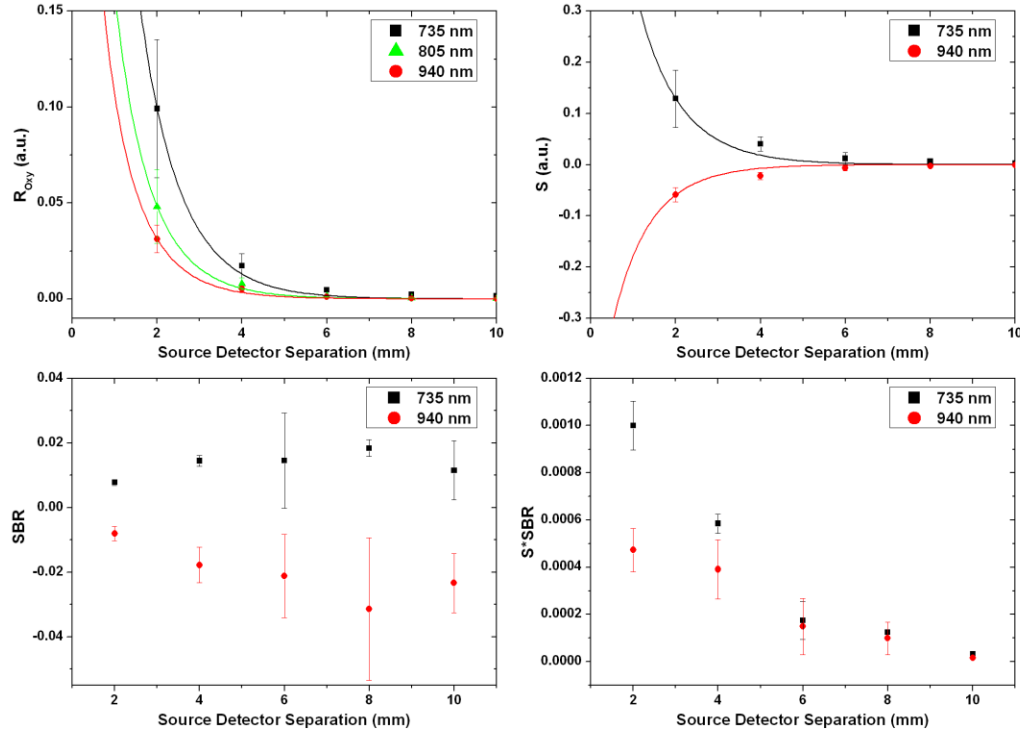 735 nm
805 nm
940 nm
0.15
0.10
0.05
0.00
R_Oxy (a.u.)
0 2 4 6 8 10
Source Detector Separation (mm)
735 nm
940 nm
0.3
0.2
0.1
0.0
-0.1
-0.2
-0.3
S (a.u.)
0 2 4 6 8 10
Source Detector Separation (mm)
735 nm
940 nm
0.04
0.02
0.00
-0.02
-0.04
SBR
2 4 6 8 10
Source Detector Separation (mm)
735 nm
940 nm
0.0012
0.0010
0.0008
0.0006
0.0004
0.0002
0.0000
S*SBR
2 4 6 8 10
Source Detector Separation (mm)